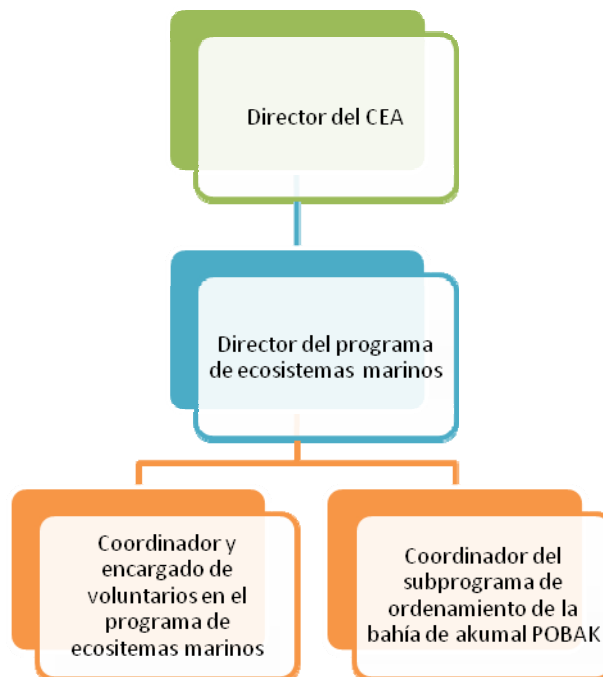 Director del CEA
Director del programa
de ecosistemas marinos
Coordinador y
encargado de
voluntarios en el
programa de
ecositemas marinos
Coordinador del
subprograma de
ordenamiento de la
bahía de akumal POBAK